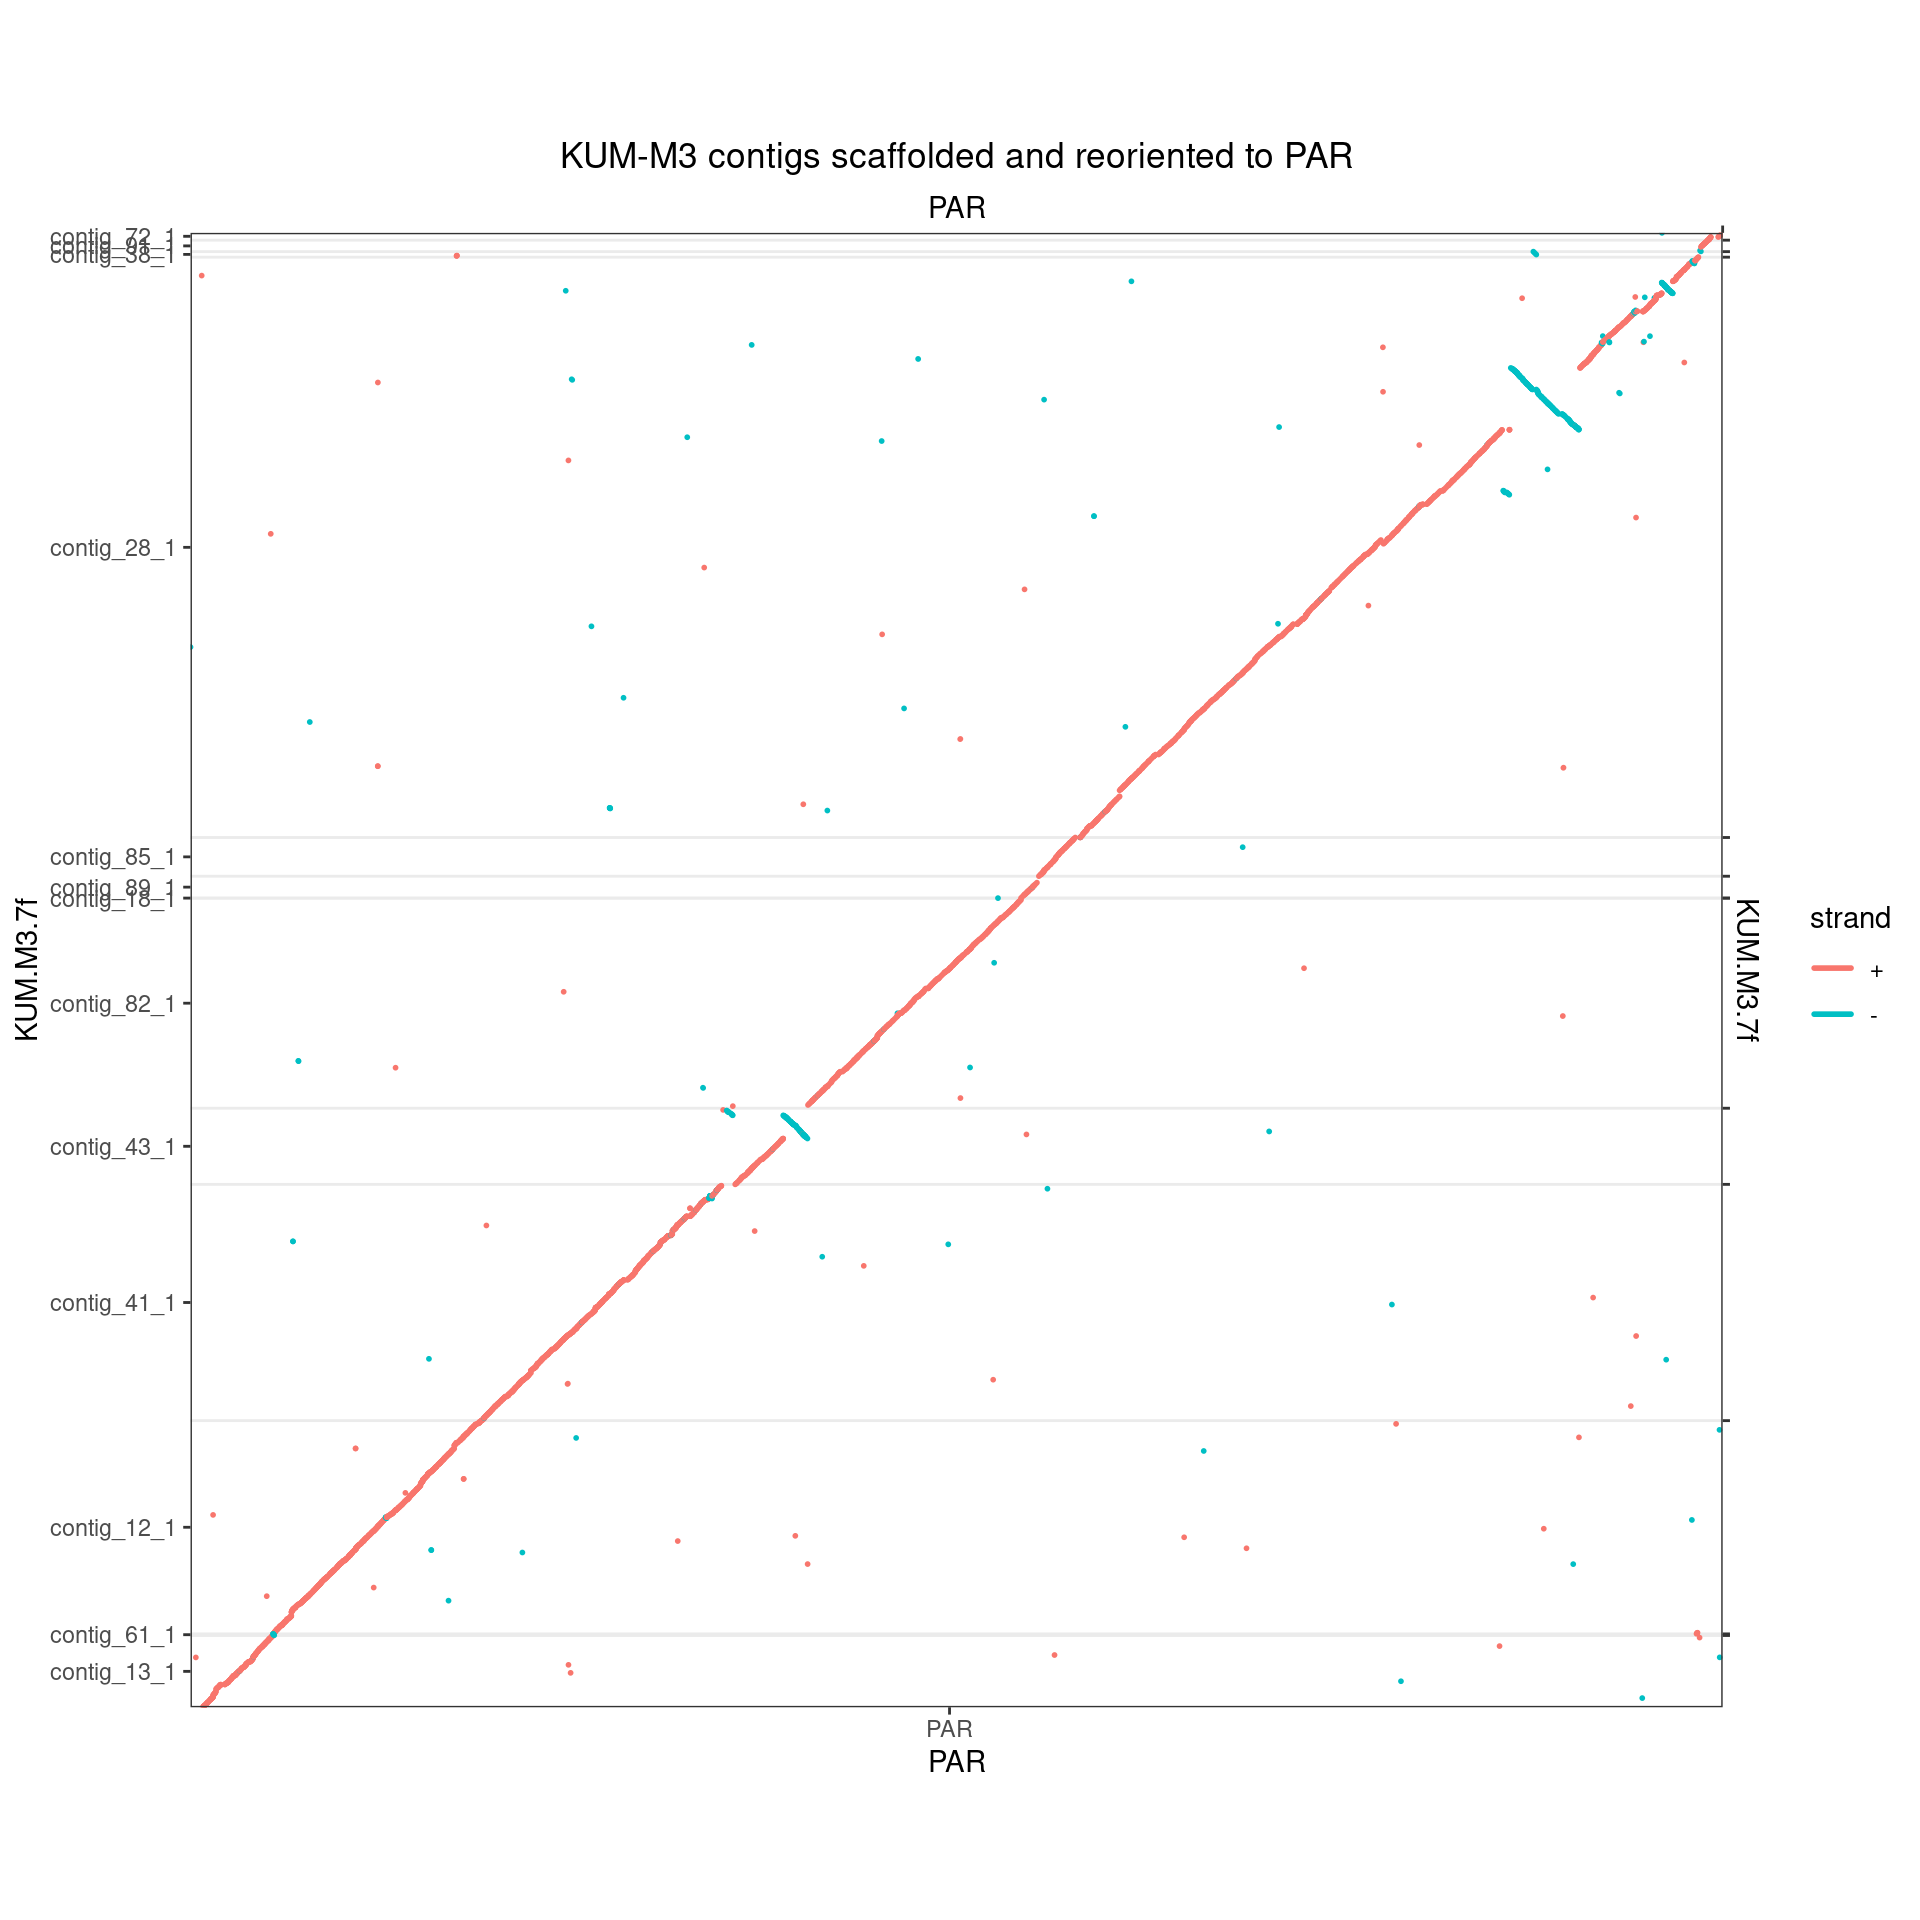 KUM-M3 contigs scaffolded and reoriented to PAR
PAR
contig_72_1
contig_38_1
contig_28_1
contig_85_1
contig_89_1
contig_18_1
contig_82_1
contig_43_1
contig_41_1
contig_12_1
contig_61_1
contig_13_1
KUM.M3.7f
KUM.M3.7f
strand
+
-
PAR
PAR